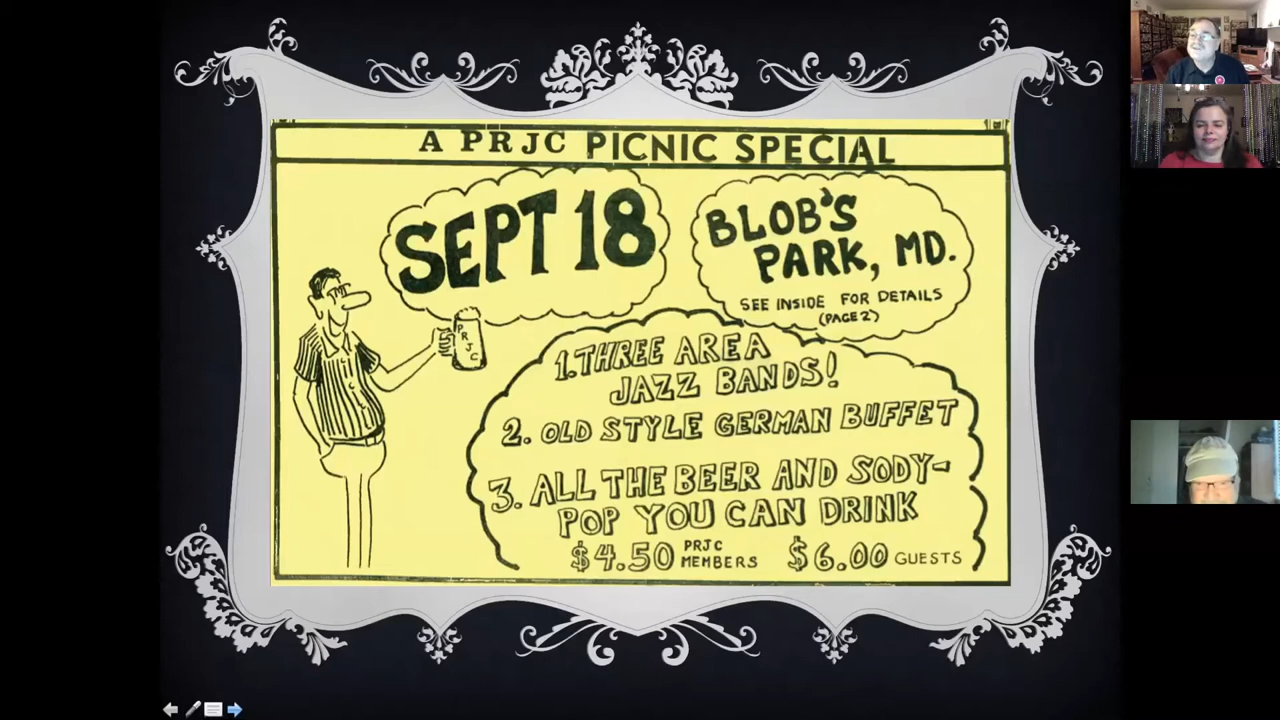 A PRJC PICNIC SPECIAL
SEPT 18
BLOB'S
PARK, MD.
SEE INSIDE FOR DETAILS
(PAGE 2)
PRJC
1. THREE AREA
JAZZ BANDS!
2. OLD STYLE GERMAN BUFFET
3. ALL THE BEER AND SODY-
POP YOU CAN DRINK
$4.50 PRJC MEMBERS $6.00 GUESTS